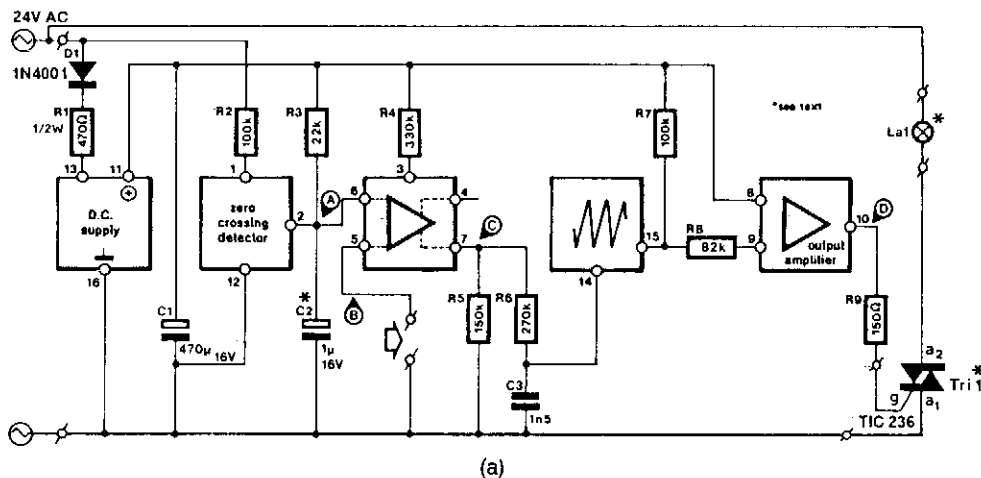 24V AC
D1
1N4001
R1
1/2W
470Ω
R2
100k
R3
22k
R4
330k
R7
100k
*see text
La1
*
13
11
D.C.
supply
16
1
zero
crossing
detector
2
12
A
6
3
4
5
7
C
B
15
14
R8
82k
8
9
output
amplifier
10
D
C1
470µ
16V
*
C2
1µ
16V
R5
150k
R6
270k
C3
1n5
R9
150Ω
a2
Tri1
*
g
a1
TIC 236
(a)